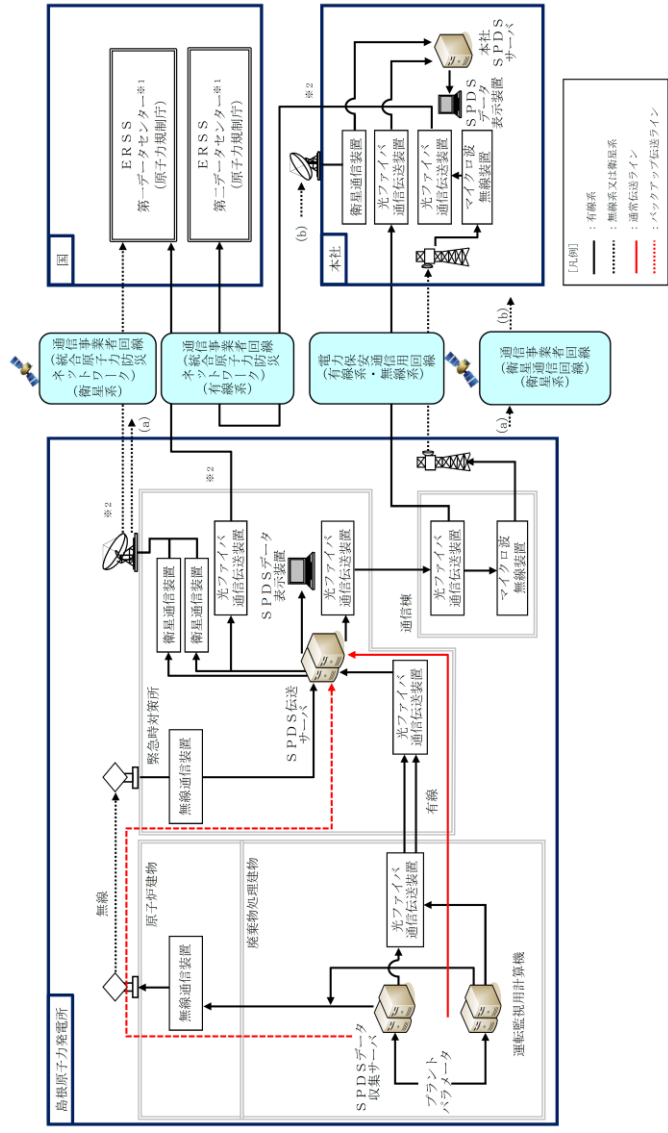 島根原子力発電所
原子炉建物
廃棄物処理建物
無線
無線通信装置
SPDSデータ
収集サーバ
プラント
パラメータ
運転監視用計算機
光ファイバ
通信伝送装置
有線
緊急時対策所
無線通信装置
SPDS伝送
サーバ
光ファイバ
通信伝送装置
衛星通信装置
衛星通信装置
光ファイバ
通信伝送装置
SPDSデータ
表示装置
光ファイバ
通信伝送装置
※2
(a)
※2
通信棟
光ファイバ
通信伝送装置
マイクロ波
無線装置
通信事業者回線
(統合原子力防災
ネットワーク)
(衛星系)
通信事業者回線
(統合原子力防災
ネットワーク)
(有線系)
電力保安通信用回線
(有線系・無線系)
(a)
通信事業者回線
(衛星通信回線)
(衛星系)
(b)
国
ERSS
第一データセンター※1
(原子力規制庁)
ERSS
第二データセンター※1
(原子力規制庁)
※2
本社
(b)
衛星通信装置
光ファイバ
通信伝送装置
光ファイバ
通信伝送装置
マイクロ波
無線装置
本社
SPDS
サーバ
SPDS
データ
表示装置
[凡例]
:有線系
:無線系又は衛星系
:通常伝送ライン
:バックアップ伝送ライン